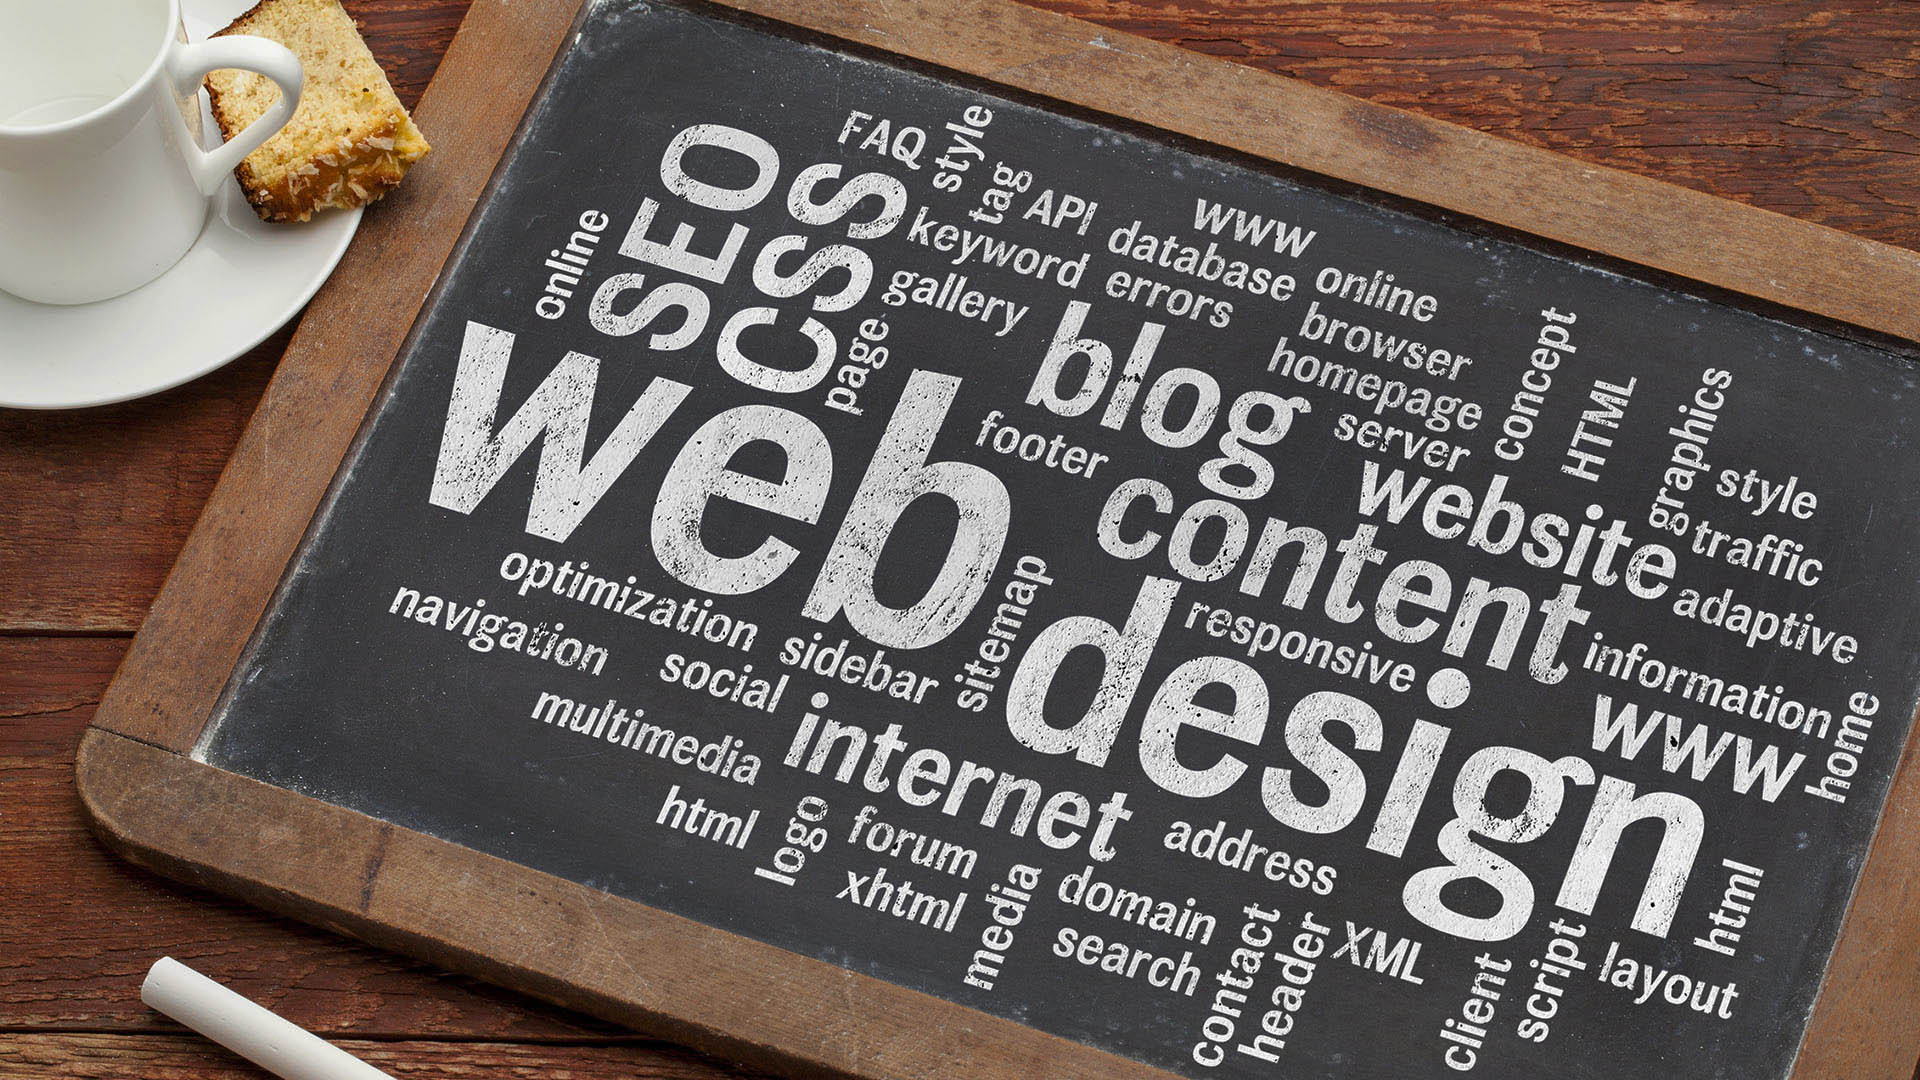 FAQ
style
tag
API
www
SEO
CSS
keyword
database
online
online
gallery
errors
browser
page
blog
homepage
concept
HTML
graphics
web
footer
server
style
content
website
traffic
adaptive
optimization
sitemap
responsive
information
navigation
sidebar
design
www
home
social
multimedia
internet
html
logo
forum
address
html
xhtml
media
domain
search
contact
header
XML
client
script
layout